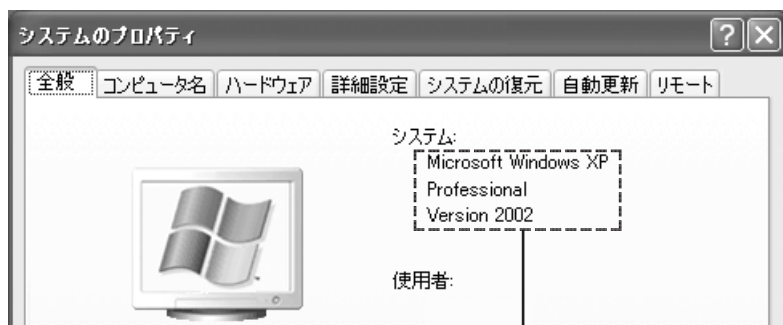 システムのプロパティ
全般 コンピュータ名 ハードウェア 詳細設定 システムの復元 自動更新 リモート
システム:
Microsoft Windows XP
Professional
Version 2002
使用者: